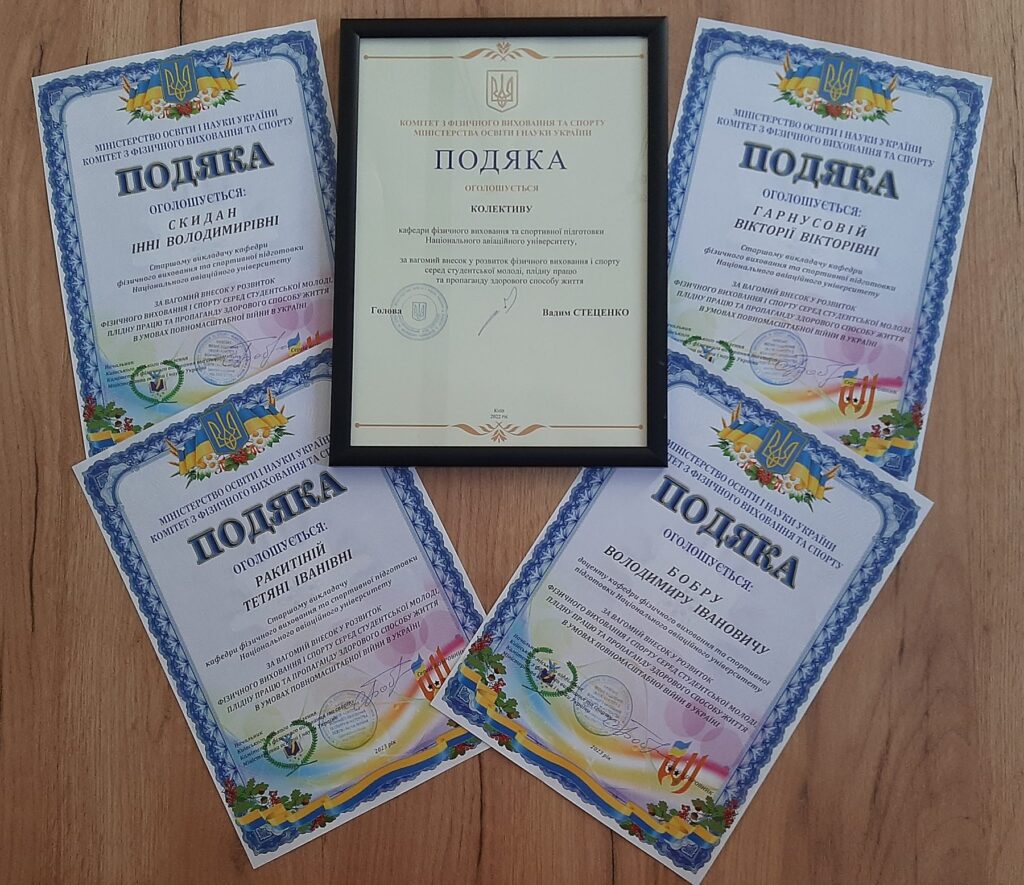 МІНІСТЕРСТВО ОСВІТИ І НАУКИ УКРАЇНИ
КОМІТЕТ З ФІЗИЧНОГО ВИХОВАННЯ ТА СПОРТУ
ПОДЯКА
ОГОЛОШУЄТЬСЯ:
СКИДАН
ІННІ ВОЛОДИМИРІВНІ
Старшому викладачу кафедри
фізичного виховання та спортивної підготовки
Національного авіаційного університету
ЗА ВАГОМИЙ ВНЕСОК У РОЗВИТОК
ФІЗИЧНОГО ВИХОВАННЯ І СПОРТУ СЕРЕД СТУДЕНТСЬКОЇ МОЛОДІ,
ПЛІДНУ ПРАЦЮ ТА ПРОПАГАНДУ ЗДОРОВОГО СПОСОБУ ЖИТТЯ
В УМОВАХ ПОВНОМАСШТАБНОЇ ВІЙНИ В УКРАЇНІ
Начальник
КОМІТЕТ З ФІЗИЧНОГО ВИХОВАННЯ ТА СПОРТУ
МІНІСТЕРСТВА ОСВІТИ І НАУКИ УКРАЇНИ
ПОДЯКА
ОГОЛОШУЄТЬСЯ
КОЛЕКТИВУ
кафедри фізичного виховання та спортивної підготовки
Національного авіаційного університету,
за вагомий внесок у розвиток фізичного виховання і спорту
серед студентської молоді, плідну працю
та пропаганду здорового способу життя
Голова Вадим СТЕЦЕНКО
Київ
2022 рік
МІНІСТЕРСТВО ОСВІТИ І НАУКИ УКРАЇНИ
КОМІТЕТ З ФІЗИЧНОГО ВИХОВАННЯ ТА СПОРТУ
ПОДЯКА
ОГОЛОШУЄТЬСЯ:
ГАРНУСОВІЙ
ВІКТОРІЇ ВІКТОРІВНІ
Старшому викладачу кафедри
фізичного виховання та спортивної підготовки
Національного авіаційного університету
ЗА ВАГОМИЙ ВНЕСОК У РОЗВИТОК
ФІЗИЧНОГО ВИХОВАННЯ І СПОРТУ СЕРЕД СТУДЕНТСЬКОЇ МОЛОДІ,
ПЛІДНУ ПРАЦЮ ТА ПРОПАГАНДУ ЗДОРОВОГО СПОСОБУ ЖИТТЯ
В УМОВАХ ПОВНОМАСШТАБНОЇ ВІЙНИ В УКРАЇНІ
Начальник
МІНІСТЕРСТВО ОСВІТИ І НАУКИ УКРАЇНИ
КОМІТЕТ З ФІЗИЧНОГО ВИХОВАННЯ ТА СПОРТУ
ПОДЯКА
ОГОЛОШУЄТЬСЯ:
РАКИТІНІЙ
ТЕТЯНІ ІВАНІВНІ
Старшому викладачу
кафедри фізичного виховання та спортивної підготовки
Національного авіаційного університету
ЗА ВАГОМИЙ ВНЕСОК У РОЗВИТОК
ФІЗИЧНОГО ВИХОВАННЯ І СПОРТУ СЕРЕД СТУДЕНТСЬКОЇ МОЛОДІ,
ПЛІДНУ ПРАЦЮ ТА ПРОПАГАНДУ ЗДОРОВОГО СПОСОБУ ЖИТТЯ
В УМОВАХ ПОВНОМАСШТАБНОЇ ВІЙНИ В УКРАЇНІ
Начальник
2023 рік
МІНІСТЕРСТВО ОСВІТИ І НАУКИ УКРАЇНИ
КОМІТЕТ З ФІЗИЧНОГО ВИХОВАННЯ ТА СПОРТУ
ПОДЯКА
ОГОЛОШУЄТЬСЯ:
БОБРУ
ВОЛОДИМИРУ ІВАНОВИЧУ
доценту кафедри фізичного виховання та спортивної
підготовки Національного авіаційного університету
ЗА ВАГОМИЙ ВНЕСОК У РОЗВИТОК
ФІЗИЧНОГО ВИХОВАННЯ І СПОРТУ СЕРЕД СТУДЕНТСЬКОЇ МОЛОДІ,
ПЛІДНУ ПРАЦЮ ТА ПРОПАГАНДУ ЗДОРОВОГО СПОСОБУ ЖИТТЯ
В УМОВАХ ПОВНОМАСШТАБНОЇ ВІЙНИ В УКРАЇНІ
Начальник
2023 рік